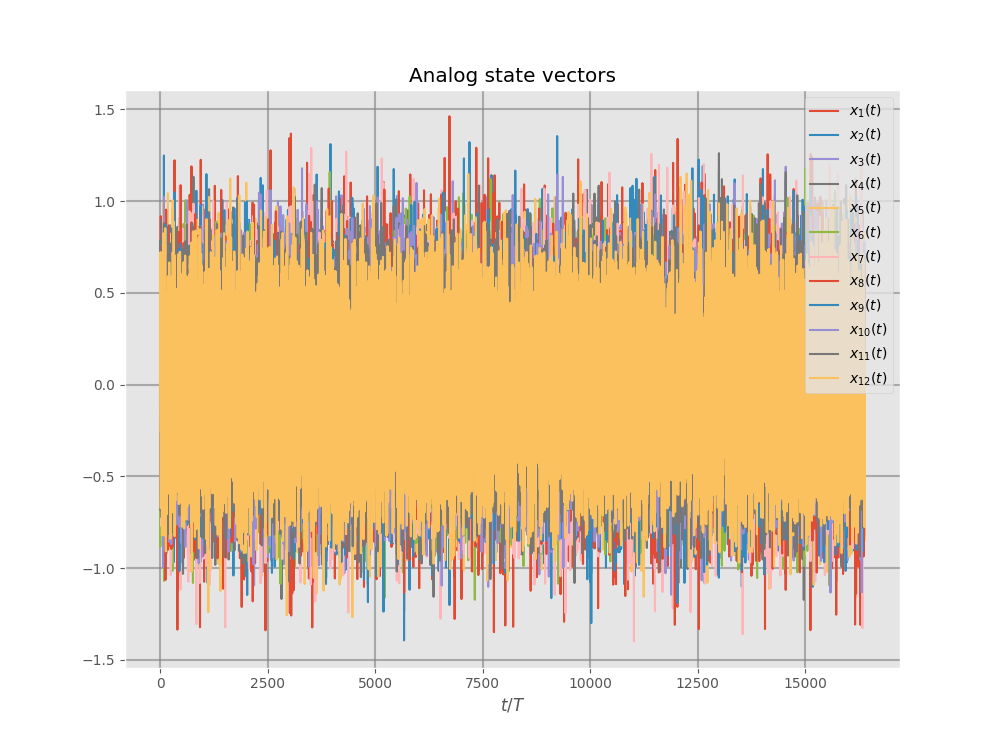 Analog state vectors
1.5
1.0
0.5
0.0
−0.5
−1.0
−1.5
0 2500 5000 7500 10000 12500 15000
t/T
x₁(t)
x₂(t)
x₃(t)
x₄(t)
x₅(t)
x₆(t)
x₇(t)
x₈(t)
x₉(t)
x₁₀(t)
x₁₁(t)
x₁₂(t)